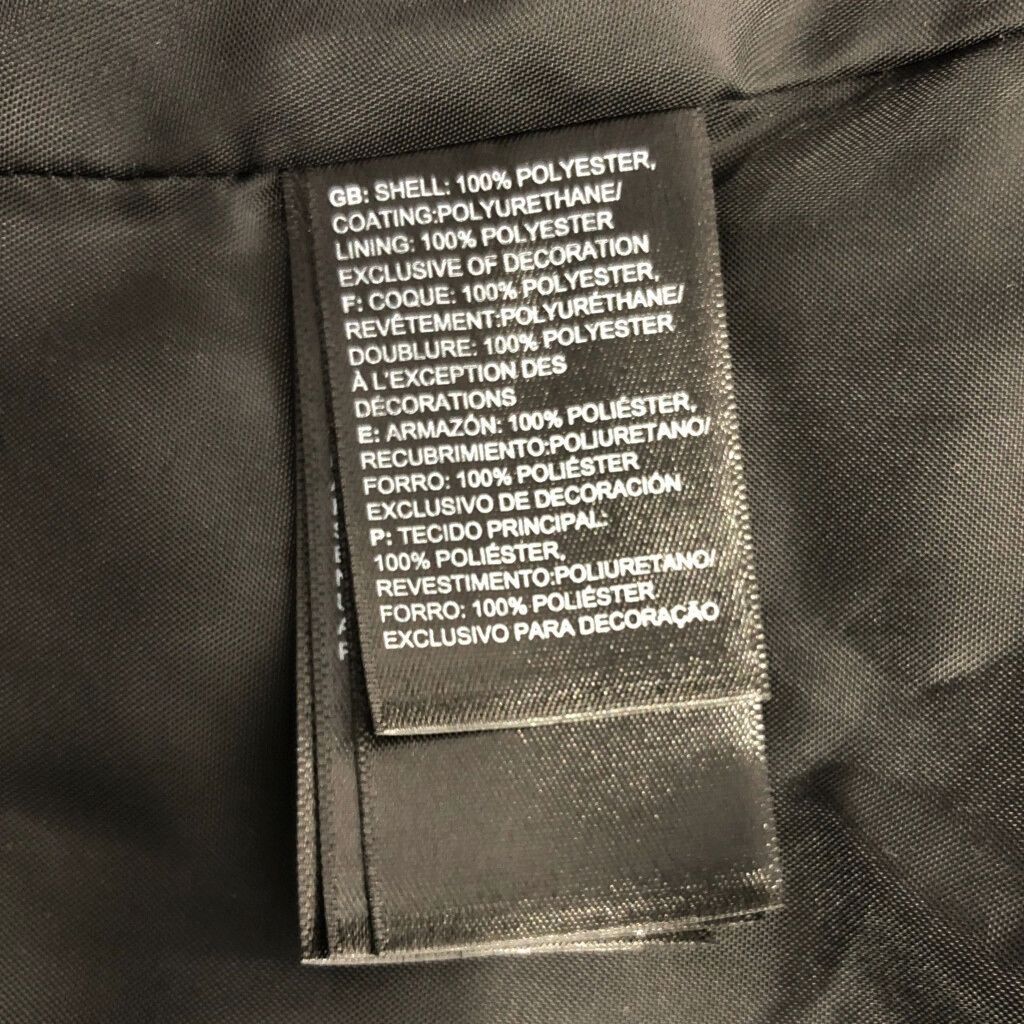 GB: SHELL: 100% POLYESTER,
COATING:POLYURETHANE/
LINING: 100% POLYESTER
EXCLUSIVE OF DECORATION
F: COQUE: 100% POLYESTER,
REVÊTEMENT:POLYURÉTHANE/
DOUBLURE: 100% POLYESTER
À L'EXCEPTION DES
DÉCORATIONS
E: ARMAZÓN: 100% POLIÉSTER,
RECUBRIMIENTO:POLIURETANO/
FORRO: 100% POLIÉSTER
EXCLUSIVO DE DECORACIÓN
P: TECIDO PRINCIPAL:
100% POLIÉSTER,
REVESTIMENTO:POLIURETANO/
FORRO: 100% POLIÉSTER
EXCLUSIVO PARA DECORAÇÃO